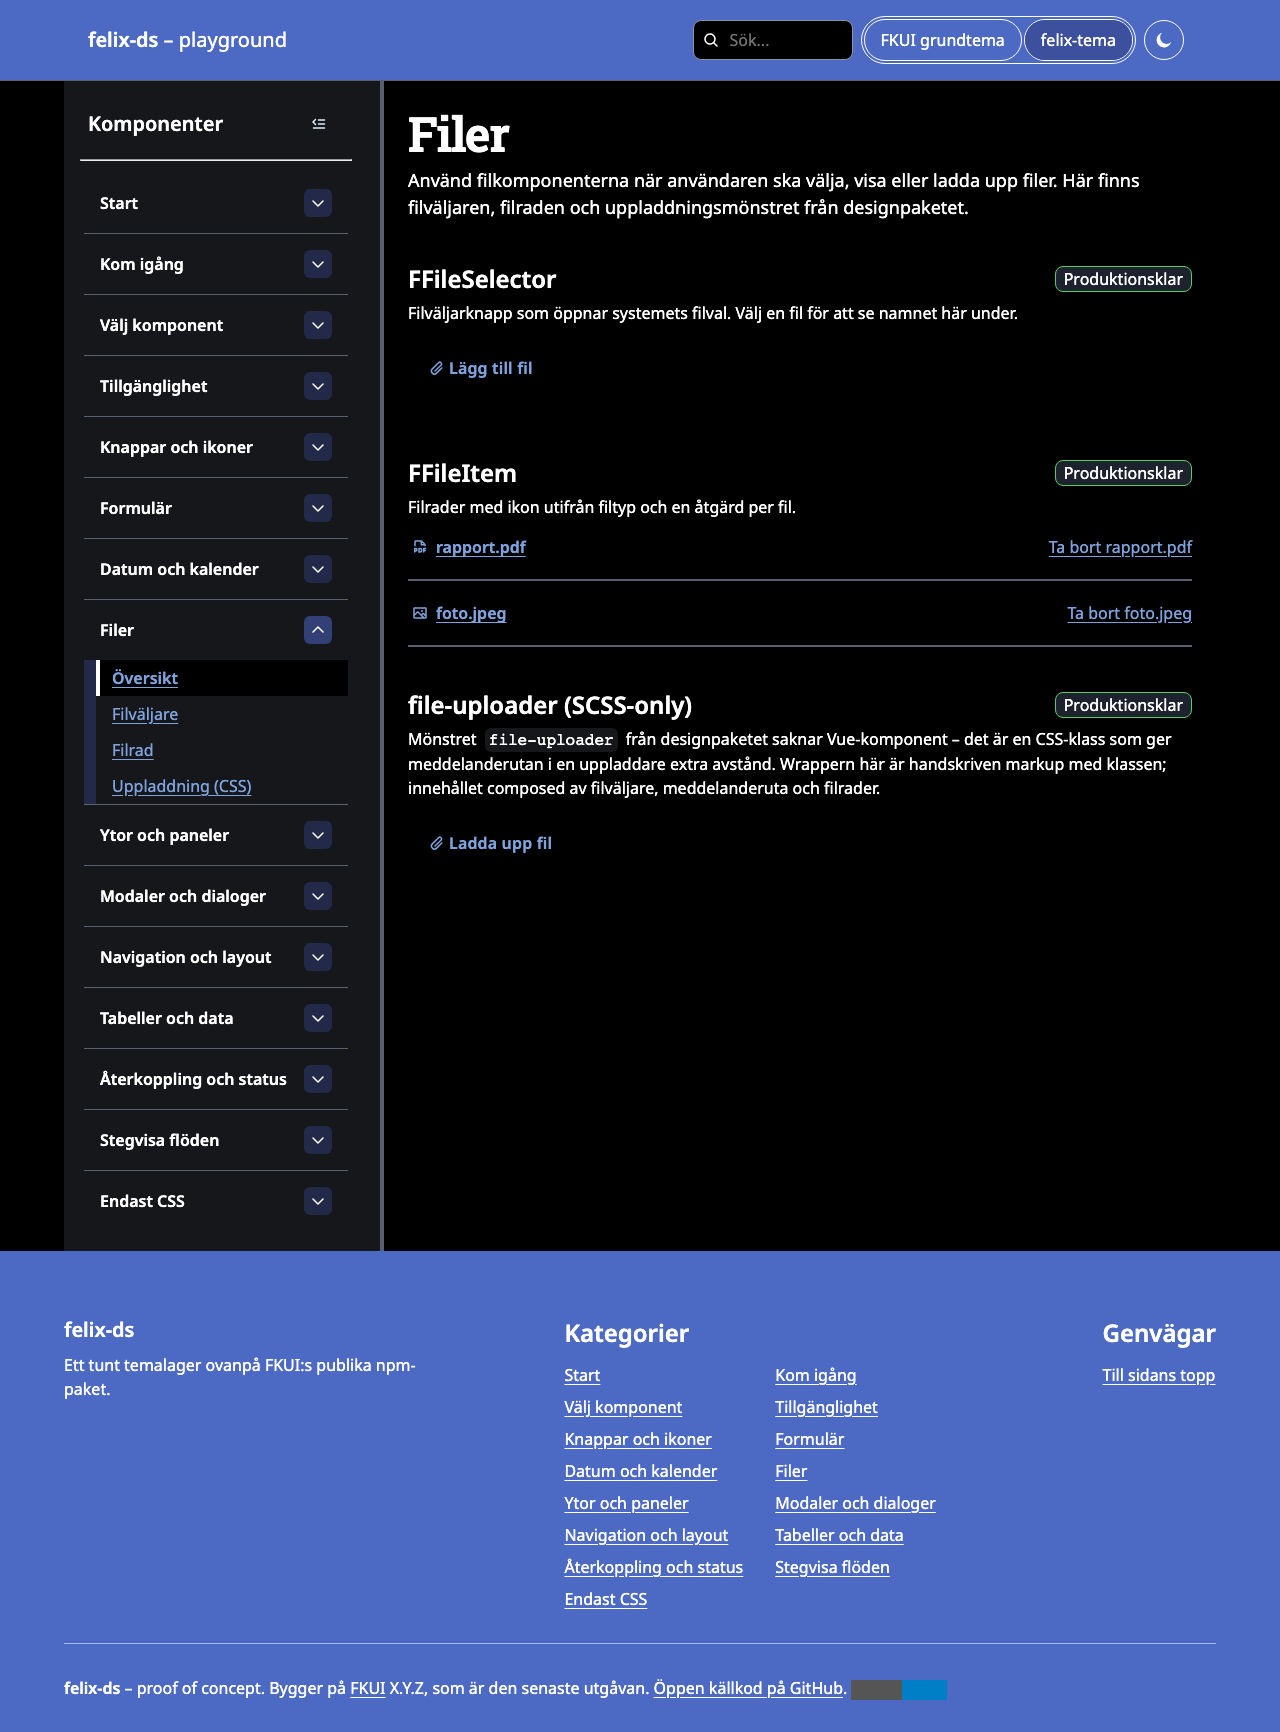 felix-ds – playground
Sök...
FKUI grundtema
felix-tema
Komponenter
Start
Kom igång
Välj komponent
Tillgänglighet
Knappar och ikoner
Formulär
Datum och kalender
Filer
Översikt
Filväljare
Filrad
Uppladdning (CSS)
Ytor och paneler
Modaler och dialoger
Navigation och layout
Tabeller och data
Återkoppling och status
Stegvisa flöden
Endast CSS
Filer
Använd filkomponenterna när användaren ska välja, visa eller ladda upp filer. Här finns
filväljaren, filraden och uppladdningsmönstret från designpaketet.
FFileSelector
Produktionsklar
Filväljarknapp som öppnar systemets filval. Välj en fil för att se namnet här under.
Lägg till fil
FFileItem
Produktionsklar
Filrader med ikon utifrån filtyp och en åtgärd per fil.
PDF rapport.pdf
Ta bort rapport.pdf
foto.jpeg
Ta bort foto.jpeg
file-uploader (SCSS-only)
Produktionsklar
Mönstret file-uploader från designpaketet saknar Vue-komponent – det är en CSS-klass som ger
meddelanderutan i en uppladdare extra avstånd. Wrappern här är handskriven markup med klassen;
innehållet composed av filväljare, meddelanderuta och filrader.
Ladda upp fil
felix-ds
Ett tunt temalager ovanpå FKUI:s publika npm-
paket.
Kategorier
Start
Kom igång
Välj komponent
Tillgänglighet
Knappar och ikoner
Formulär
Datum och kalender
Filer
Ytor och paneler
Modaler och dialoger
Navigation och layout
Tabeller och data
Återkoppling och status
Stegvisa flöden
Endast CSS
Genvägar
Till sidans topp
felix-ds – proof of concept. Bygger på FKUI X.Y.Z, som är den senaste utgåvan. Öppen källkod på GitHub.